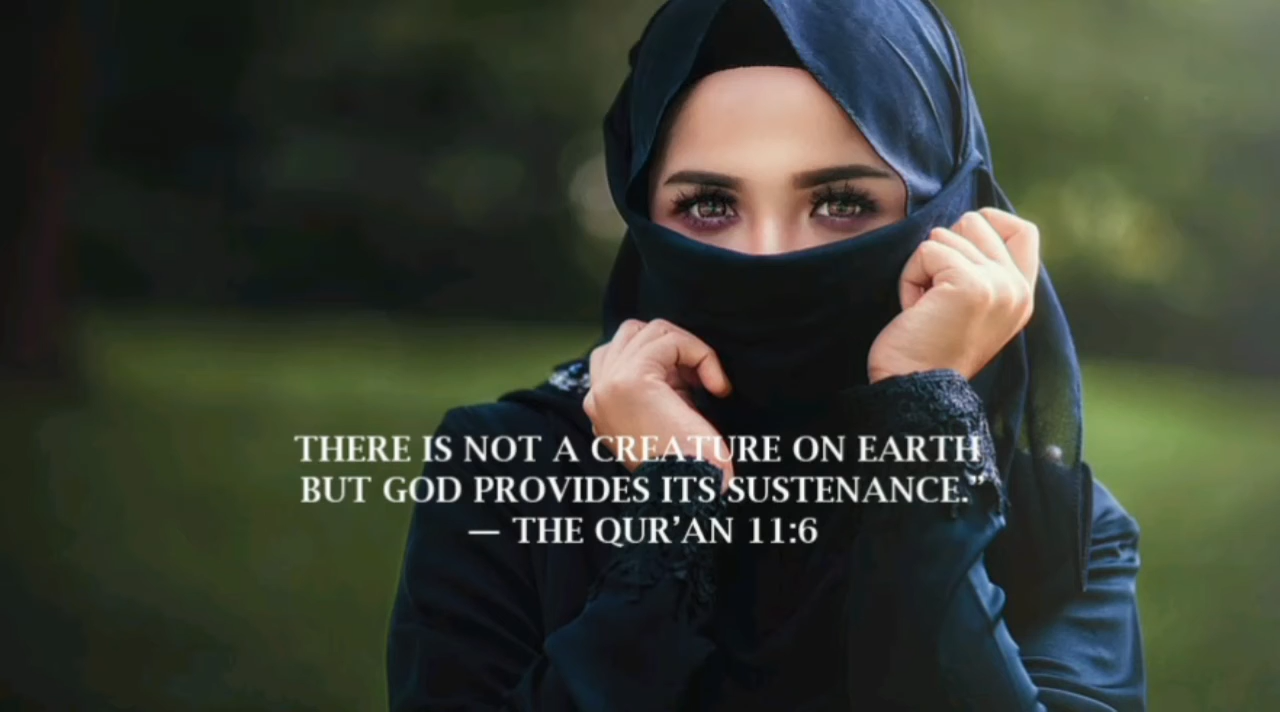 THERE IS NOT A CREATURE ON EARTH
BUT GOD PROVIDES ITS SUSTENANCE.”
— THE QUR’AN 11:6